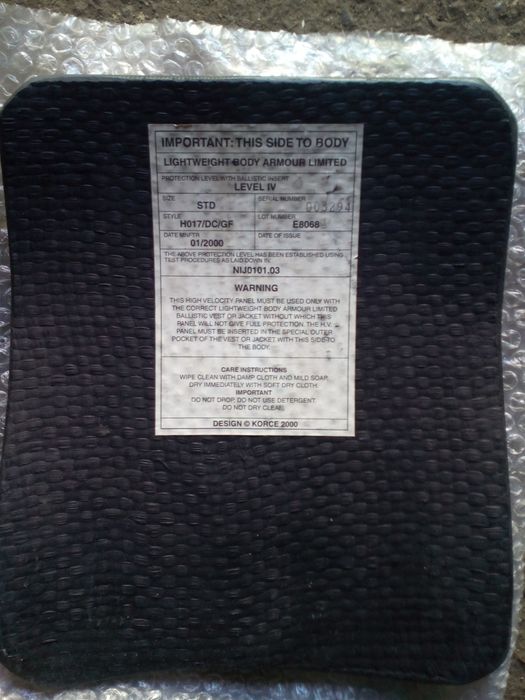 IMPORTANT: THIS SIDE TO BODY
LIGHTWEIGHT BODY ARMOUR LIMITED
PROTECTION LEVEL WITH BALLISTIC INSERT
LEVEL IV
SIZE SERIAL NUMBER
STD 003294
STYLE LOT NUMBER
H017/DC/GF E8068
DATE MNFTR DATE OF ISSUE
01/2000
THE ABOVE PROTECTION LEVEL HAS BEEN ESTABLISHED USING
TEST PROCEDURES AS LAID DOWN IN:
NIJ0101.03
WARNING
THIS HIGH VELOCITY PANEL MUST BE USED ONLY WITH
THE CORRECT LIGHTWEIGHT BODY ARMOUR LIMITED
BALLISTIC VEST OR JACKET WITHOUT WHICH THIS
PANEL WILL NOT GIVE FULL PROTECTION. THE H.V.
PANEL MUST BE INSERTED IN THE SPECIAL OUTER
POCKET OF THE VEST OR JACKET WITH THIS SIDE TO
THE BODY.
CARE INSTRUCTIONS
WIPE CLEAN WITH DAMP CLOTH AND MILD SOAP.
DRY IMMEDIATELY WITH SOFT DRY CLOTH.
IMPORTANT
DO NOT DROP. DO NOT USE DETERGENT.
DO NOT DRY CLEAN.
DESIGN © KORCE 2000